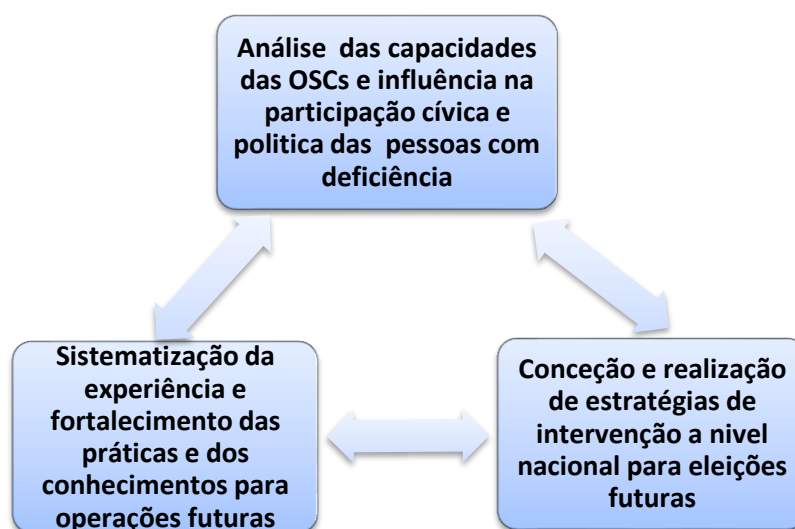 Análise das capacidades
das OSCs e influência na
participação cívica e
politica das pessoas com
deficiência
Sistematização da
experiência e
fortalecimento das
práticas e dos
conhecimentos para
operações futuras
Conceção e realização
de estratégias de
intervenção a nivel
nacional para eleições
futuras